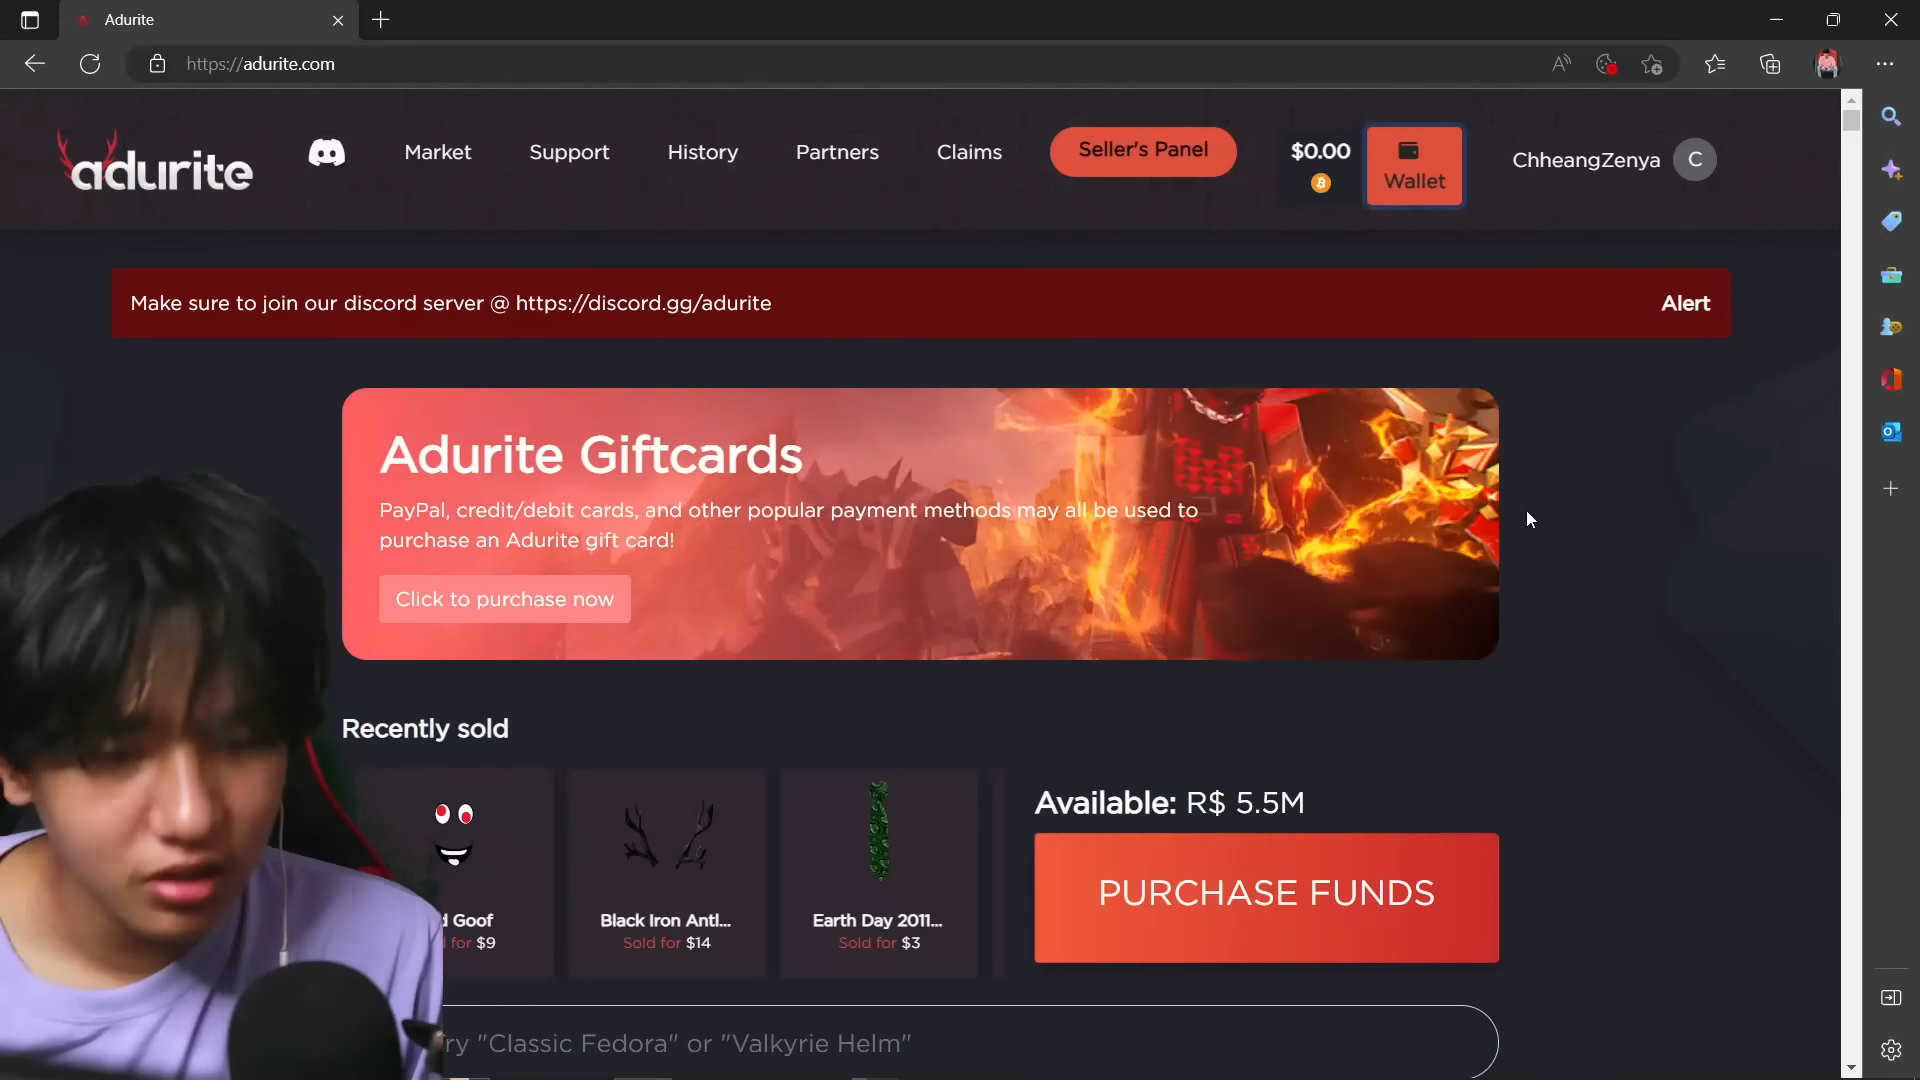 Adurite
https://adurite.com
adurite
Market
Support
History
Partners
Claims
Seller's Panel
$0.00
Wallet
ChheangZenya
C
Make sure to join our discord server @ https://discord.gg/adurite
Alert
Adurite Giftcards
PayPal, credit/debit cards, and other popular payment methods may all be used to
purchase an Adurite gift card!
Click to purchase now
Recently sold
Goof
for $9
Black Iron Antl...
Sold for $14
Earth Day 2011...
Sold for $3
Available: R$ 5.5M
PURCHASE FUNDS
"Classic Fedora" or "Valkyrie Helm"